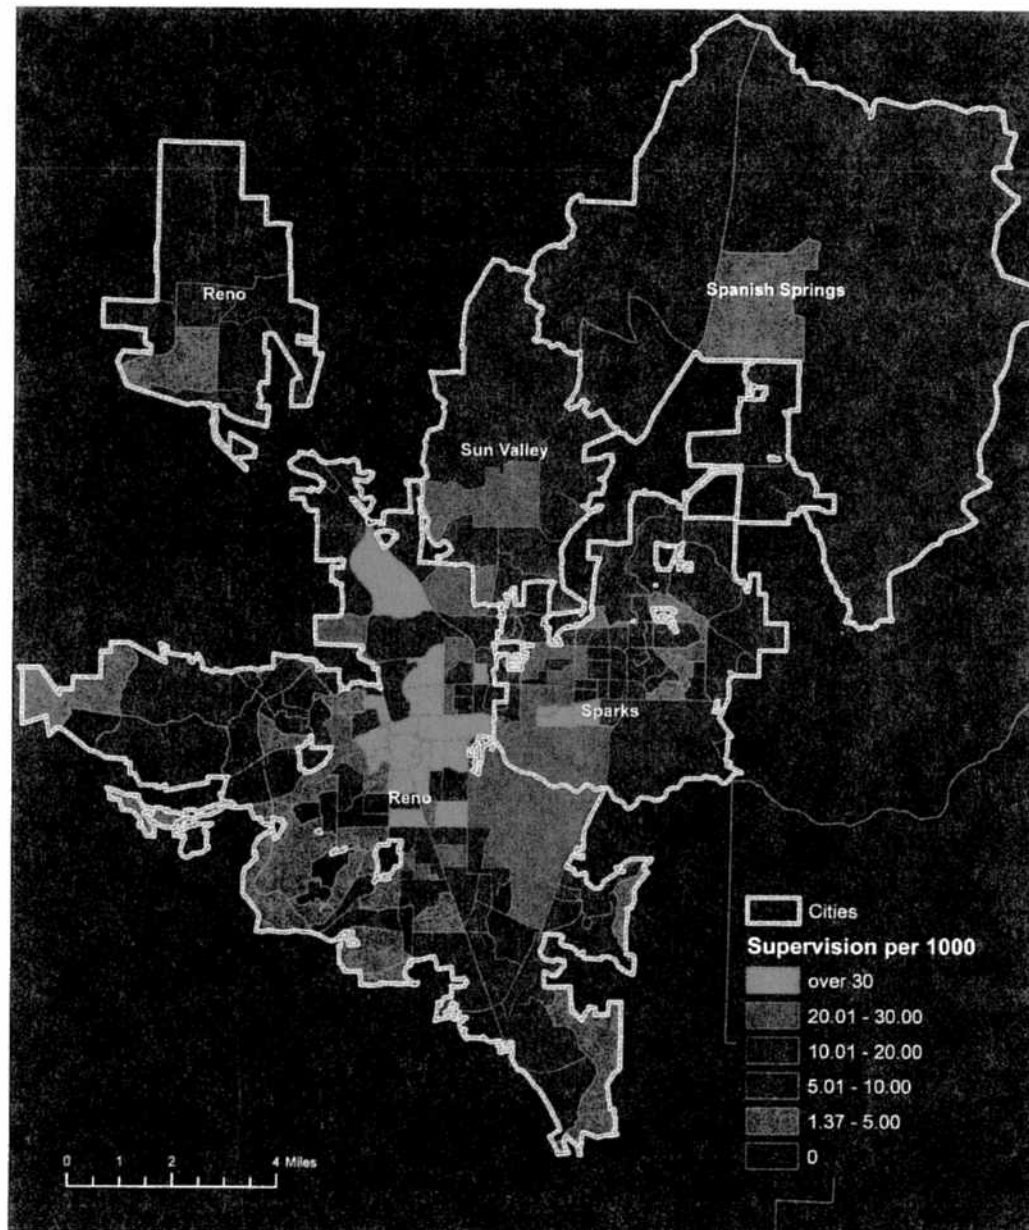 Reno
Spanish Springs
Sun Valley
Sparks
Reno
Cities
Supervision per 1000
over 30
20.01 - 30.00
10.01 - 20.00
5.01 - 10.00
1.37 - 5.00
0
0 1 2 4 Miles